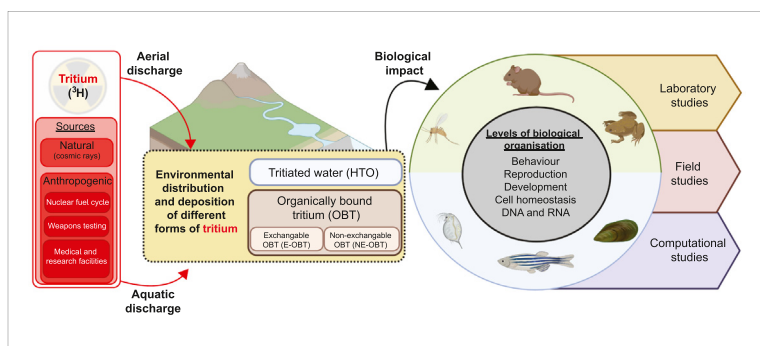 Tritium
(³H)
Sources
Natural
(cosmic rays)
Anthropogenic
Nuclear fuel cycle
Weapons testing
Medical and
research facilities
Aerial
discharge
Aquatic
discharge
Environmental
distribution
and deposition
of different
forms of tritium
Tritiated water (HTO)
Organically bound
tritium (OBT)
Exchangable
OBT (E-OBT)
Non-exchangable
OBT (NE-OBT)
Biological
impact
Levels of biological
organisation
Behaviour
Reproduction
Development
Cell homeostasis
DNA and RNA
Laboratory
studies
Field
studies
Computational
studies